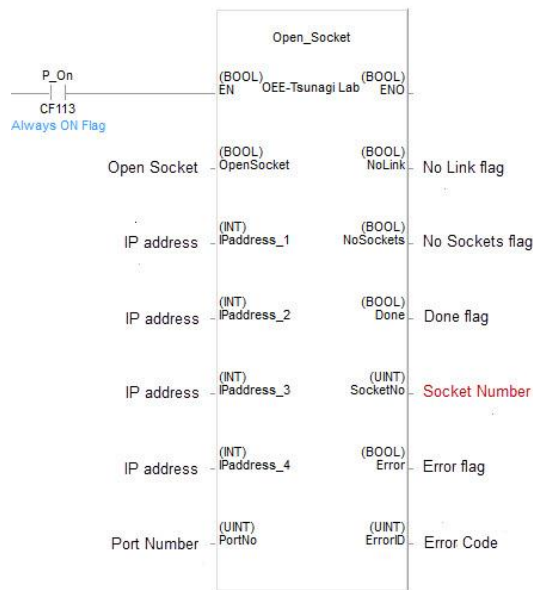 Open_Socket
P_On
(BOOL) (BOOL)
EN OEE-Tsunagi Lab ENO
CF113
Always ON Flag
(BOOL) (BOOL)
Open Socket OpenSocket NoLink No Link flag
(INT) (BOOL)
IP address IPaddress_1 NoSockets No Sockets flag
(INT) (BOOL)
IP address IPaddress_2 Done Done flag
(INT) (UINT)
IP address IPaddress_3 SocketNo Socket Number
(INT) (BOOL)
IP address IPaddress_4 Error Error flag
(UINT) (UINT)
Port Number PortNo ErrorID Error Code